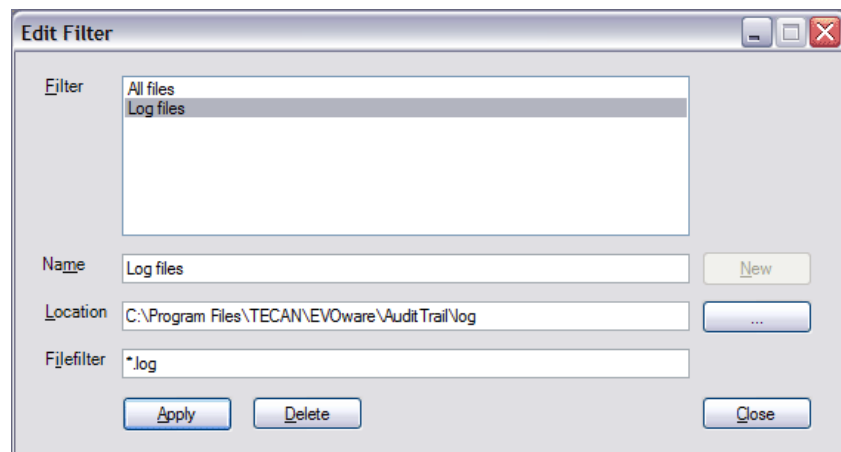 Edit Filter
Filter
All files
Log files
Name
Log files
New
Location
C:\Program Files\TECAN\EVOware\AuditTrail\log
...
Filefilter
*.log
Apply
Delete
Close